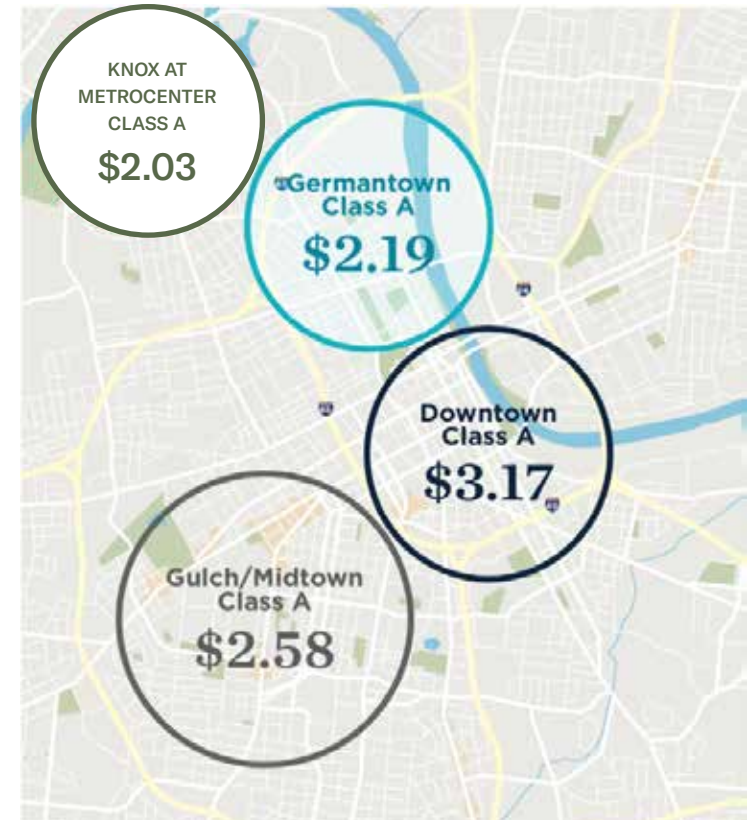 KNOX AT
METROCENTER
CLASS A
$2.03
Germantown
Class A
$2.19
Downtown
Class A
$3.17
Gulch/Midtown
Class A
$2.58